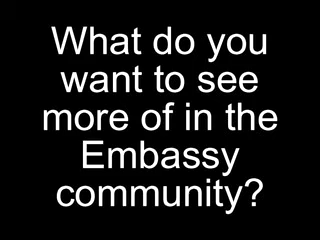 What do you
want to see
more of in the
Embassy
community?